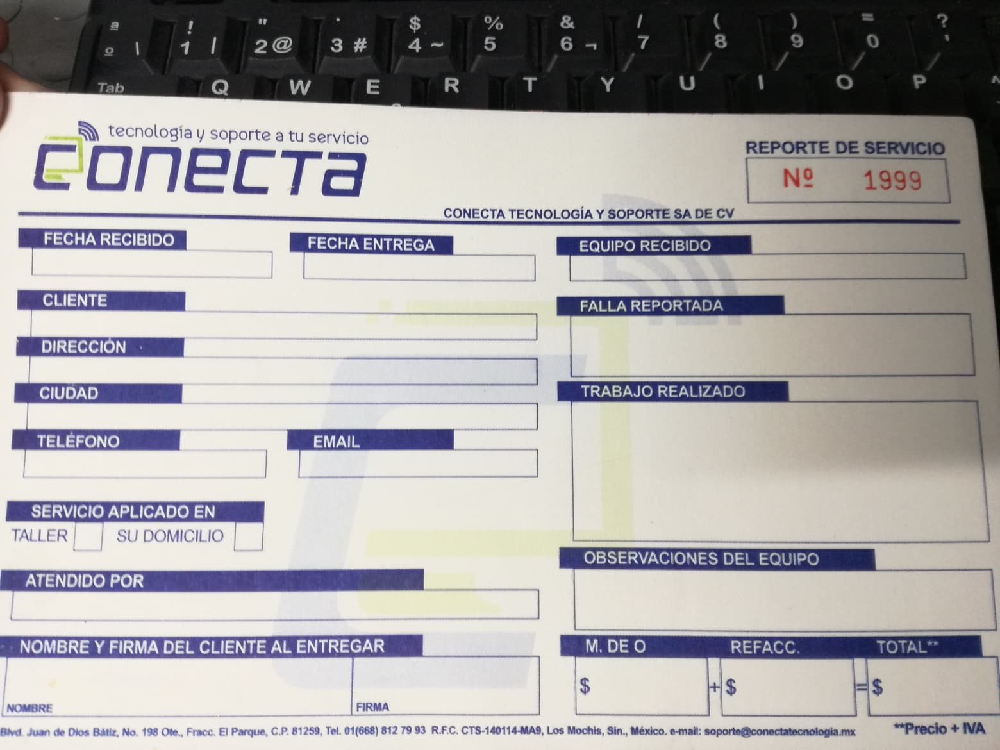 ª ! " · $ % & / ( ) = ?
º \ 1 | 2 @ 3 # 4 ~ 5 6 ¬ 7 8 9 0 '
Tab Q W E R T Y U I O P ^
tecnología y soporte a tu servicio
conecta
REPORTE DE SERVICIO
Nº 1999
CONECTA TECNOLOGÍA Y SOPORTE SA DE CV
FECHA RECIBIDO
FECHA ENTREGA
EQUIPO RECIBIDO
CLIENTE
FALLA REPORTADA
DIRECCIÓN
CIUDAD
TRABAJO REALIZADO
TELÉFONO
EMAIL
SERVICIO APLICADO EN
TALLER SU DOMICILIO
OBSERVACIONES DEL EQUIPO
ATENDIDO POR
NOMBRE Y FIRMA DEL CLIENTE AL ENTREGAR
M. DE O REFACC. TOTAL**
$ + $ = $
NOMBRE FIRMA
Blvd. Juan de Dios Bátiz, No. 198 Ote., Fracc. El Parque, C.P. 81259, Tel. 01(668) 812 79 93 R.F.C. CTS-140114-MA9, Los Mochis, Sin., México. e-mail: soporte@conectatecnologia.mx
**Precio + IVA